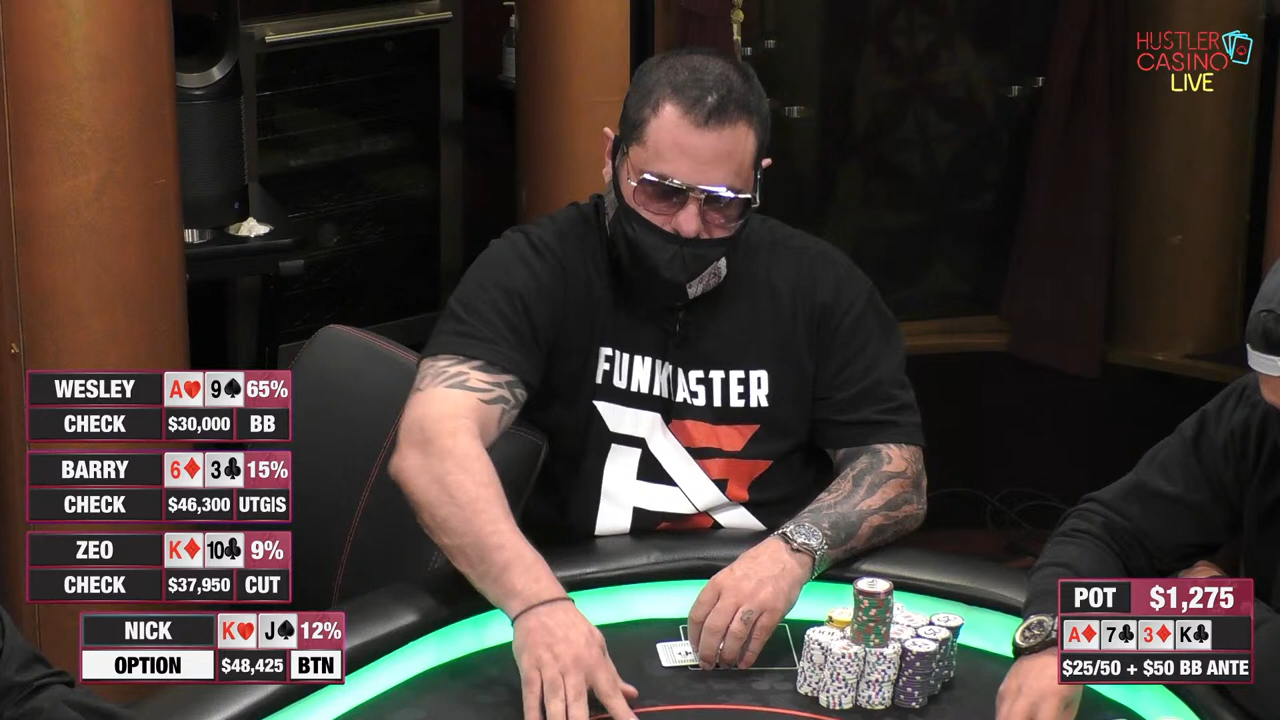 HUSTLER
CASINO
LIVE
FUNKMASTER
WESLEY A♥ 9♠ 65%
CHECK $30,000 BB
BARRY 6♦ 3♣ 15%
CHECK $46,300 UTGIS
ZEO K♦ 10♣ 9%
CHECK $37,950 CUT
NICK K♥ J♠ 12%
OPTION $48,425 BTN
POT $1,275
A♦ 7♣ 3♦ K♣
$25/50 + $50 BB ANTE